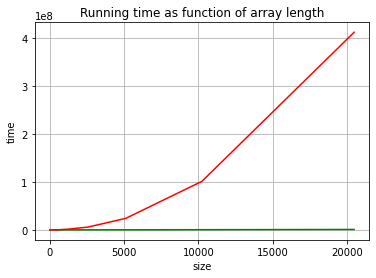 Running time as function of array length
1e8
4
3
2
1
0
time
0 5000 10000 15000 20000
size